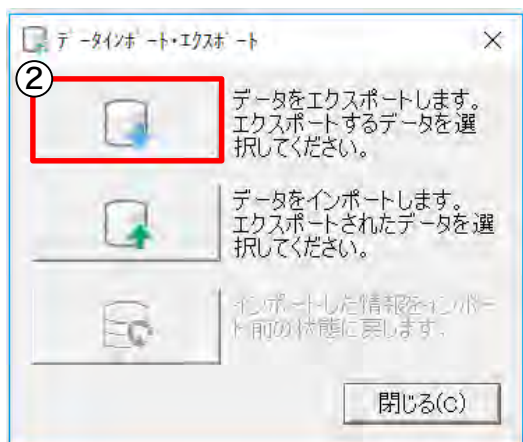 データインポート・エクスポート
②
データをエクスポートします。
エクスポートするデータを選
択してください。
データをインポートします。
エクスポートされたデータを選
択してください。
インポートした情報をインポー
ト前の状態に戻します。
閉じる(C)